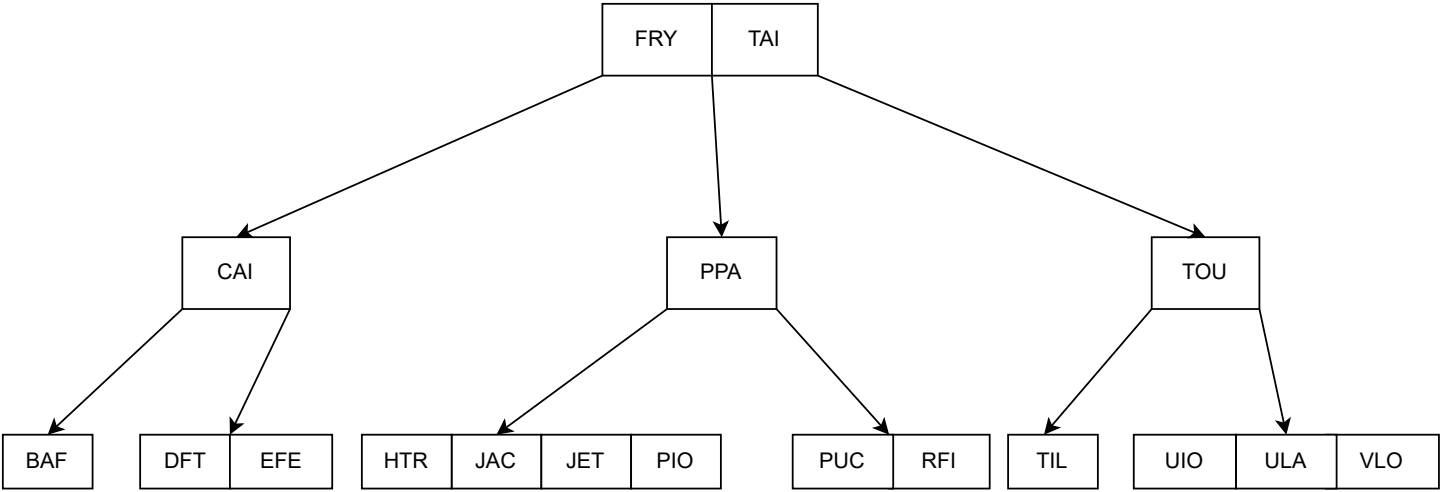 FRY TAI
CAI PPA TOU
BAF DFT EFE HTR JAC JET PIO PUC RFI TIL UIO ULA VLO